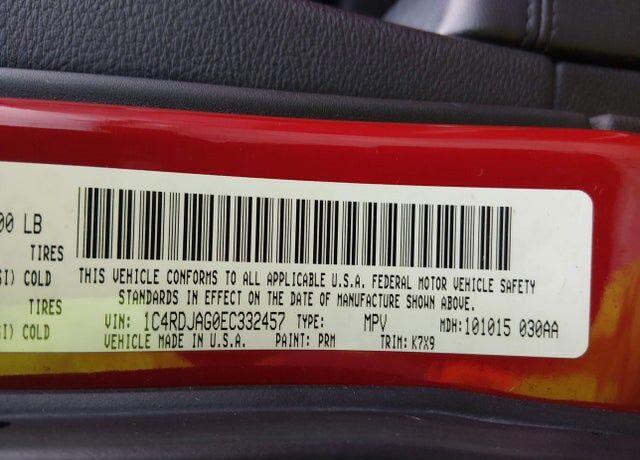 00 LB
TIRES
SI) COLD
TIRES
SI) COLD
THIS VEHICLE CONFORMS TO ALL APPLICABLE U.S.A. FEDERAL MOTOR VEHICLE SAFETY
STANDARDS IN EFFECT ON THE DATE OF MANUFACTURE SHOWN ABOVE.
VIN: 1C4RDJAG0EC332457 TYPE: MPV MDH:101015 030AA
VEHICLE MADE IN U.S.A. PAINT: PRM TRIM: K7X9